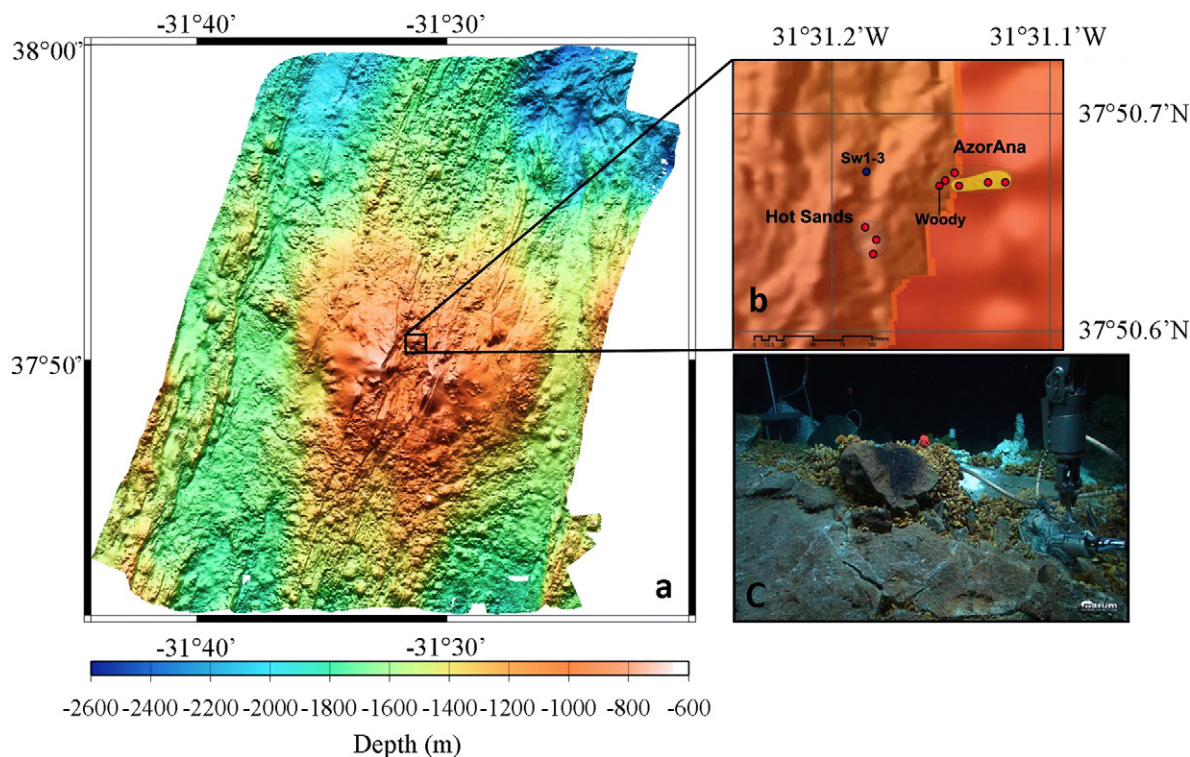 -31°40’
-31°30’
38°00’
37°50’
a
-31°40’
-31°30’
-2600 -2400 -2200 -2000 -1800 -1600 -1400 -1200 -1000 -800 -600
Depth (m)
31°31.2’W
31°31.1’W
37°50.7’N
AzorAna
Sw1-3
Hot Sands
Woody
b
37°50.6’N
C
marum